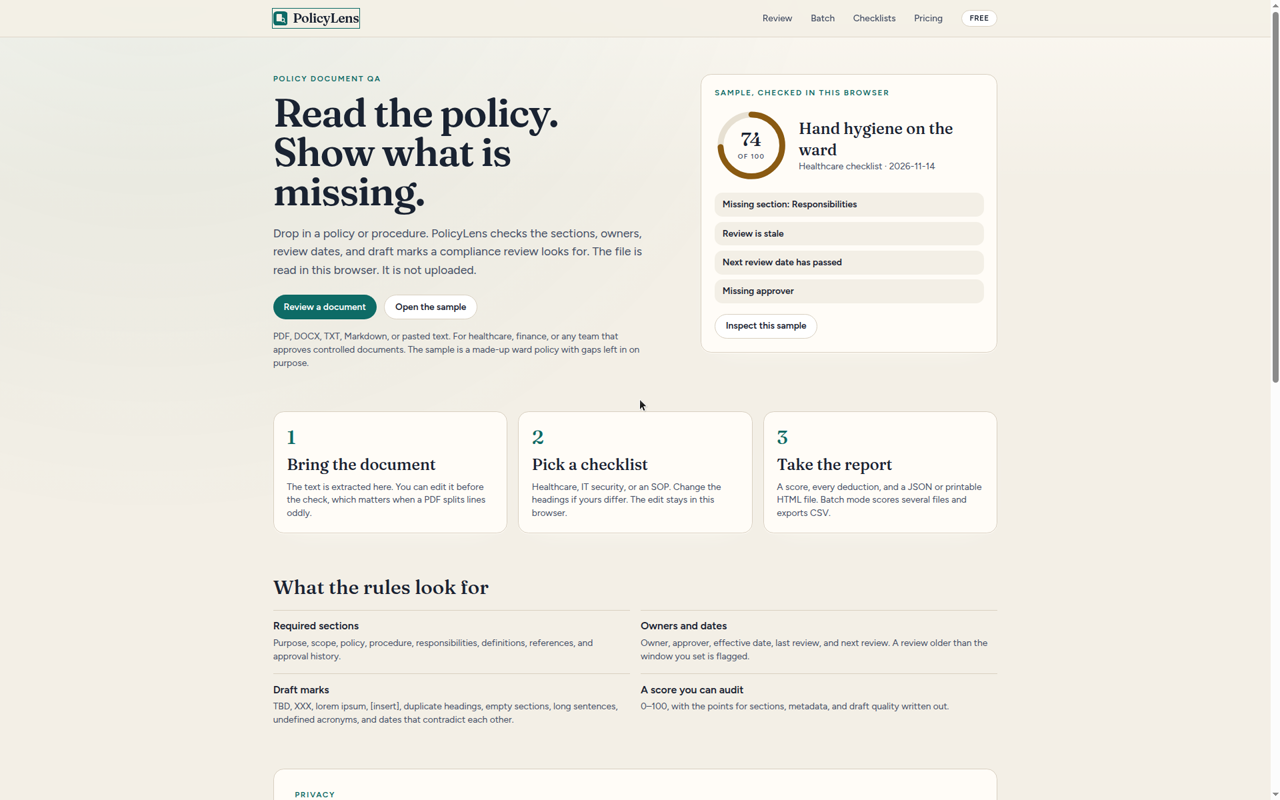 PolicyLens
Review
Batch
Checklists
Pricing
FREE
POLICY DOCUMENT QA
Read the policy.
Show what is
missing.
Drop in a policy or procedure. PolicyLens checks the sections, owners,
review dates, and draft marks a compliance review looks for. The file is
read in this browser. It is not uploaded.
Review a document
Open the sample
PDF, DOCX, TXT, Markdown, or pasted text. For healthcare, finance, or any team that
approves controlled documents. The sample is a made-up ward policy with gaps left in on
purpose.
SAMPLE, CHECKED IN THIS BROWSER
74
OF 100
Hand hygiene on the
ward
Healthcare checklist · 2026-11-14
Missing section: Responsibilities
Review is stale
Next review date has passed
Missing approver
Inspect this sample
1
Bring the document
The text is extracted here. You can edit it before
the check, which matters when a PDF splits lines
oddly.
2
Pick a checklist
Healthcare, IT security, or an SOP. Change the
headings if yours differ. The edit stays in this
browser.
3
Take the report
A score, every deduction, and a JSON or printable
HTML file. Batch mode scores several files and
exports CSV.
What the rules look for
Required sections
Purpose, scope, policy, procedure, responsibilities, definitions, references, and
approval history.
Owners and dates
Owner, approver, effective date, last review, and next review. A review older than the
window you set is flagged.
Draft marks
TBD, XXX, lorem ipsum, [insert], duplicate headings, empty sections, long sentences,
undefined acronyms, and dates that contradict each other.
A score you can audit
0–100, with the points for sections, metadata, and draft quality written out.
PRIVACY